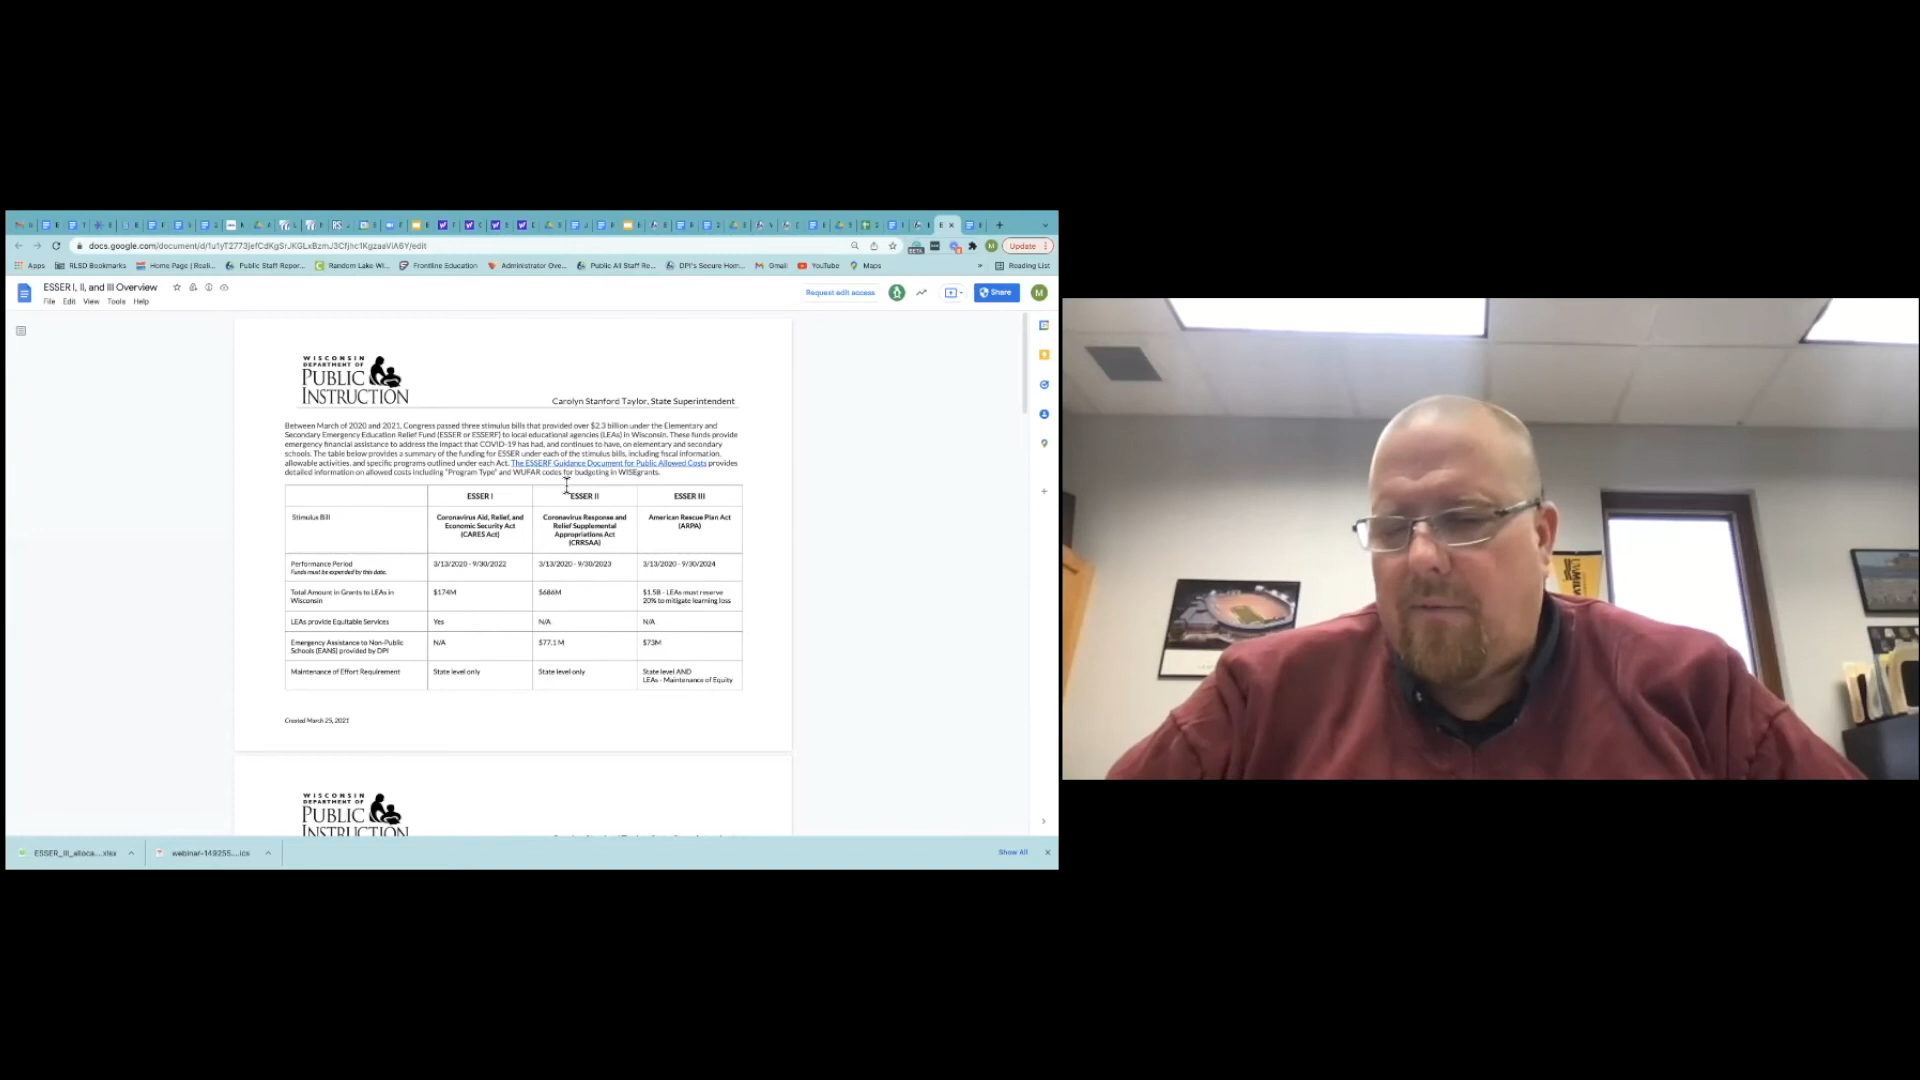 docs.google.com/document/d/1u1yT2773jefCdKgSrJKGLxBzmJ3Cfjhc1KgzaaViA6Y/edit
Update
Apps RLSD Bookmarks Home Page | Reali... Public Staff Repor... Random Lake-Wi... Frontline Education Administrator Ove... Public All Staff Re... DPI's Secure Hom... Gmail YouTube Maps » Reading List
ESSER I, II, and III Overview
File Edit View Tools Help
Request edit access
Share
M
WISCONSIN
DEPARTMENT OF
PUBLIC
INSTRUCTION
Carolyn Stanford Taylor, State Superintendent
Between March of 2020 and 2021, Congress passed three stimulus bills that provided over $2.3 billion under the Elementary and
Secondary Emergency Education Relief Fund (ESSER or ESSERF) to local educational agencies (LEAs) in Wisconsin. These funds provide
emergency financial assistance to address the impact that COVID-19 has had, and continues to have, on elementary and secondary
schools. The table below provides a summary of the funding for ESSER under each of the stimulus bills, including fiscal information,
allowable activities, and specific programs outlined under each Act. The ESSERF Guidance Document for Public Allowed Costs provides
detailed information on allowed costs including "Program Type" and WUFAR codes for budgeting in WISEgrants.
ESSER I ESSER II ESSER III
Stimulus Bill
Coronavirus Aid, Relief, and
Economic Security Act
(CARES Act)
Coronavirus Response and
Relief Supplemental
Appropriations Act
(CRRSAA)
American Rescue Plan Act
(ARPA)
Performance Period
Funds must be expended by this date.
3/13/2020 - 9/30/2022
3/13/2020 - 9/30/2023
3/13/2020 - 9/30/2024
Total Amount in Grants to LEAs in
Wisconsin
$174M
$686M
$1.5B - LEAs must reserve
20% to mitigate learning loss
LEAs provide Equitable Services Yes N/A N/A
Emergency Assistance to Non-Public
Schools (EANS) provided by DPI
N/A
$77.1 M
$73M
Maintenance of Effort Requirement
State level only
State level only
State level AND
LEAs - Maintenance of Equity
Created March 25, 2021
WISCONSIN
DEPARTMENT OF
PUBLIC
INSTRUCTION
ESSER_III_alloca....xlsx
webinar-149255....ics
Show All